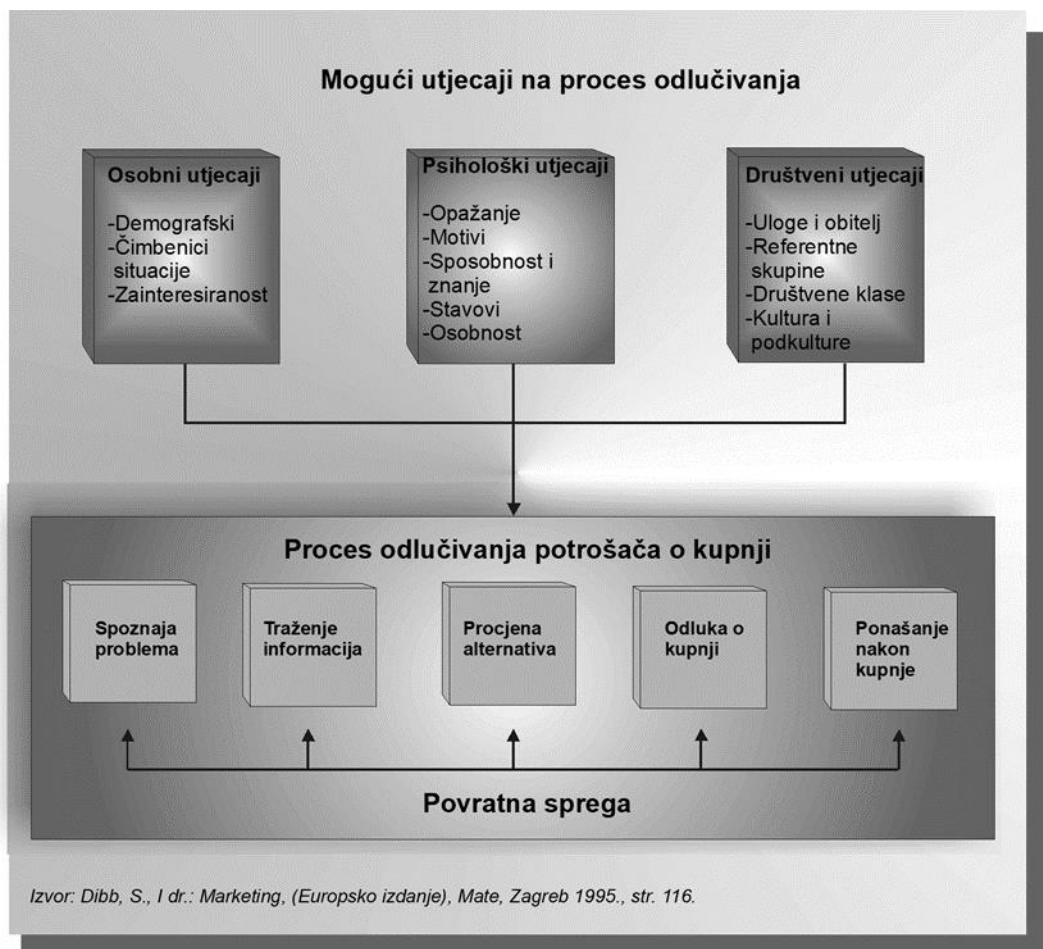 Mogući utjecaji na proces odlučivanja
Osobni utjecaji
-Demografski
-Čimbenici
situacije
-Zainteresiranost
Psihološki utjecaji
-Opažanje
-Motivi
-Sposobnost i
znanje
-Stavovi
-Osobnost
Društveni utjecaji
-Uloge i obitelj
-Referentne
skupine
-Društvene klase
-Kultura i
podkulture
Proces odlučivanja potrošača o kupnji
Spoznaja
problema
Traženje
informacija
Procjena
alternativa
Odluka o
kupnji
Ponašanje
nakon
kupnje
Povratna sprega
Izvor: Dibb, S., I dr.: Marketing, (Europsko izdanje), Mate, Zagreb 1995., str. 116.